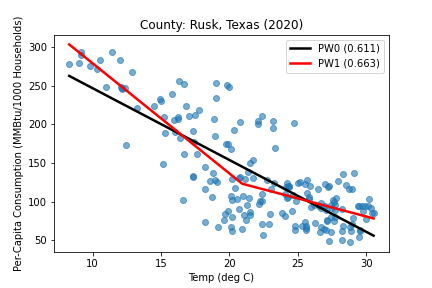 County: Rusk, Texas (2020)
PW0 (0.611)
PW1 (0.663)
Per-Capita Consumption (MMBtu/1000 Households)
300
250
200
150
100
50
10
15
20
25
30
Temp (deg C)